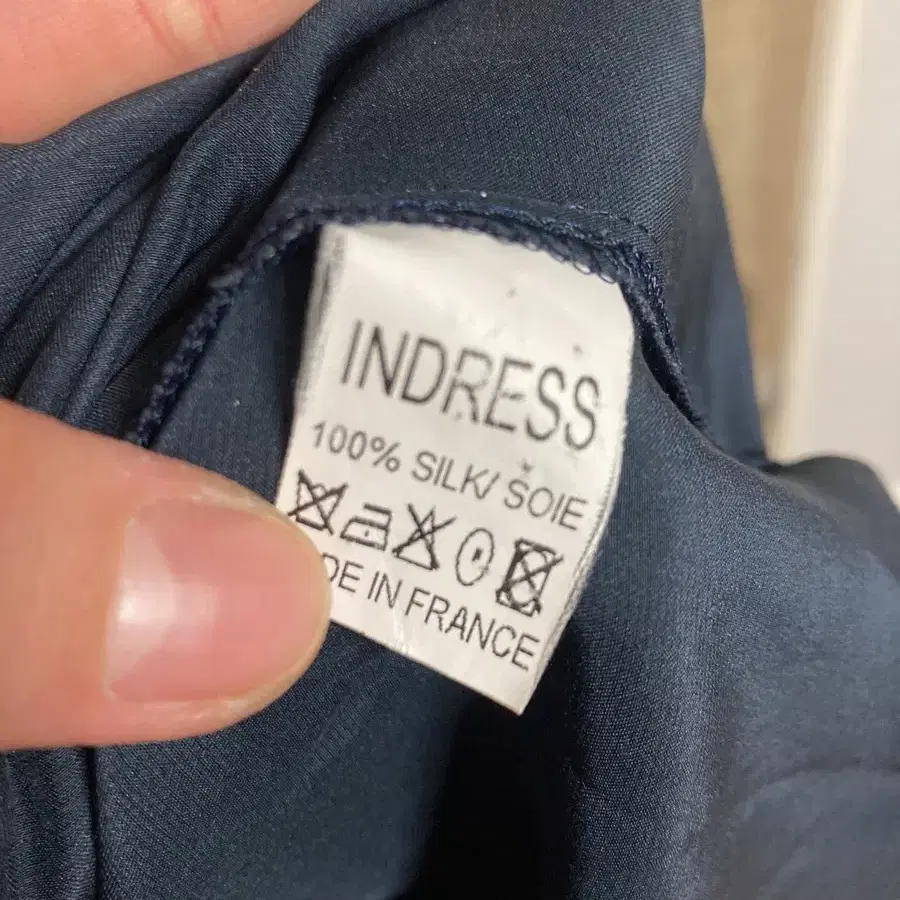 INDRESS
100% SILK/ SOIE
DE IN FRANCE